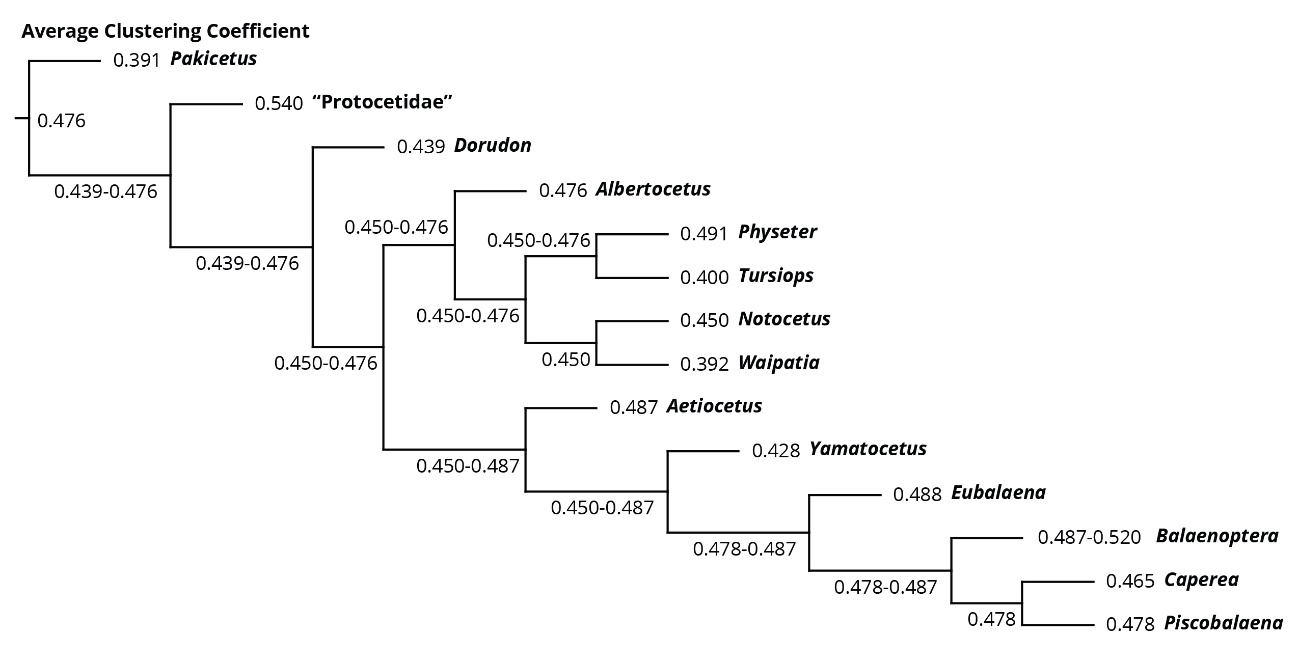 Average Clustering Coefficient
0.391 Pakicetus
0.540 “Protocetidae”
0.476
0.439 Dorudon
0.439-0.476
0.476 Albertocetus
0.450-0.476
0.491 Physeter
0.450-0.476
0.439-0.476
0.400 Tursiops
0.450-0.476
0.450 Notocetus
0.450
0.392 Waipatia
0.450-0.476
0.487 Aetiocetus
0.428 Yamatocetus
0.450-0.487
0.488 Eubalaena
0.450-0.487
0.487-0.520 Balaenoptera
0.478-0.487
0.465 Caperea
0.478-0.487
0.478
0.478 Piscobalaena